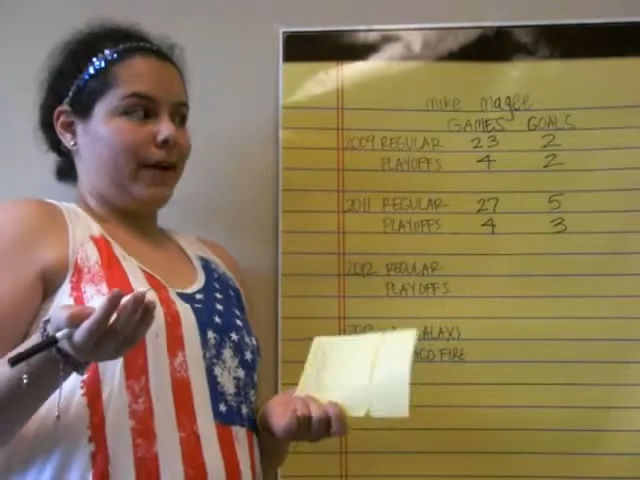 mike magee
GAMES GOALS
2009 REGULAR 23 2
PLAYOFFS 4 2
2011 REGULAR 27 5
PLAYOFFS 4 3
2012 REGULAR
PLAYOFFS
GALAXY
FIRE